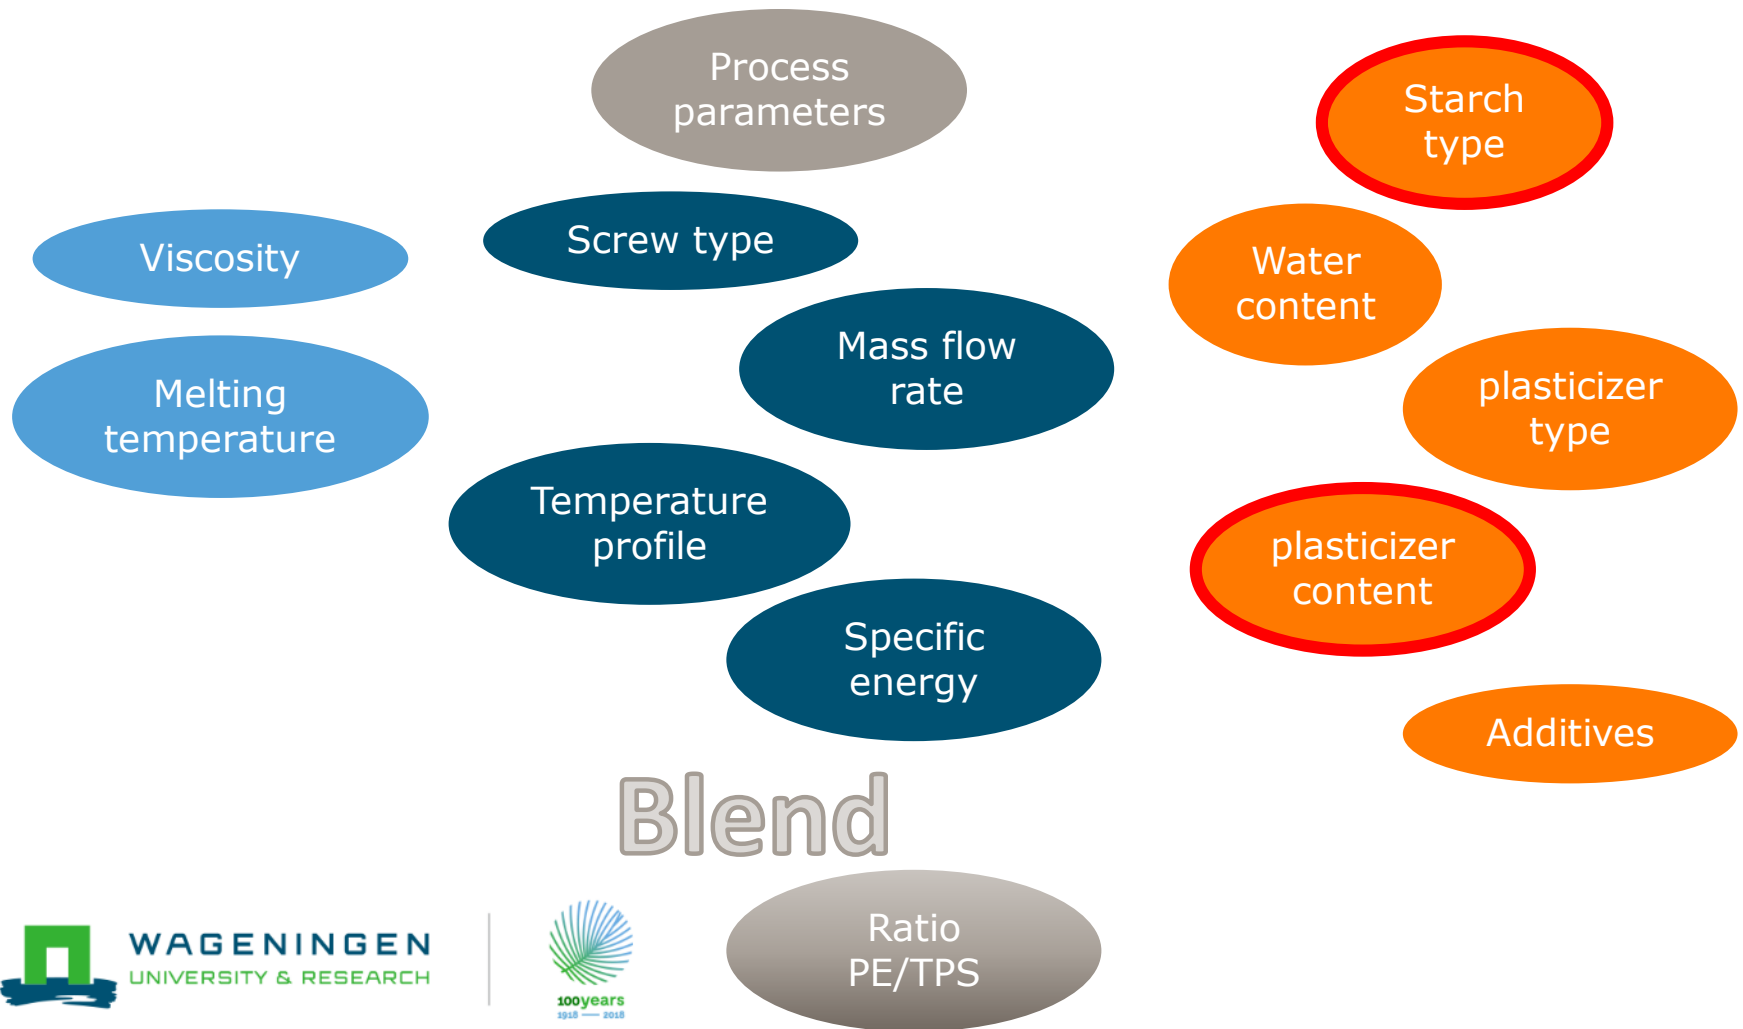 Process
parameters
Starch
type
Viscosity
Screw type
Water
content
Melting
temperature
Mass flow
rate
plasticizer
type
Temperature
profile
plasticizer
content
Specific
energy
Additives
Blend
Ratio
PE/TPS
WAGENINGEN
UNIVERSITY & RESEARCH
100years
1918 — 2018